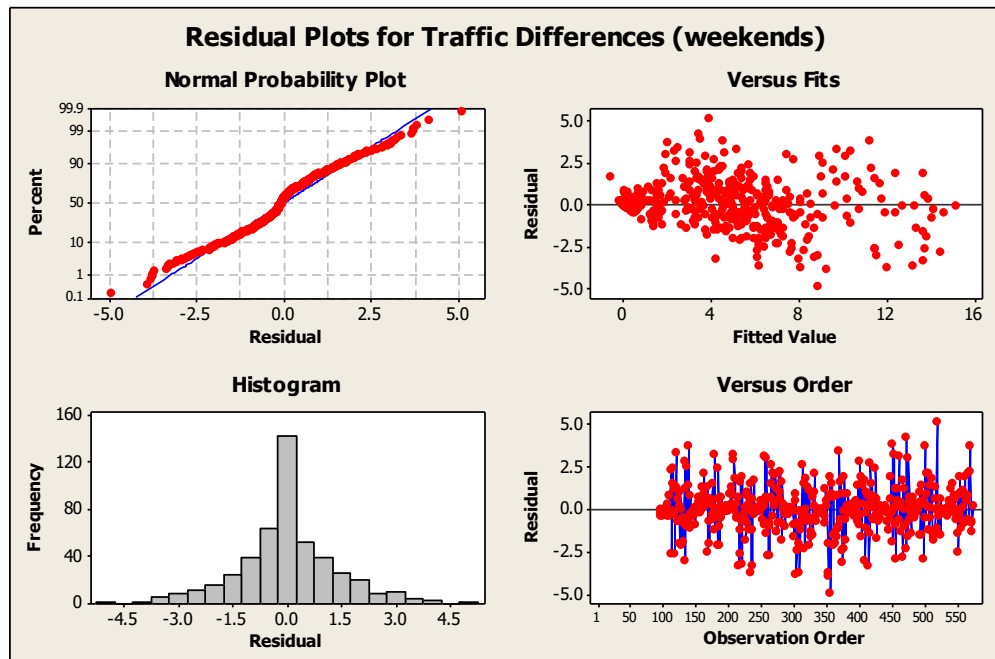 Residual Plots for Traffic Differences (weekends)
Normal Probability Plot
Percent
99.9
99
90
50
10
1
0.1
-5.0 -2.5 0.0 2.5 5.0
Residual
Versus Fits
Residual
5.0
2.5
0.0
-2.5
-5.0
0 4 8 12 16
Fitted Value
Histogram
Frequency
160
120
80
40
0
-4.5 -3.0 -1.5 0.0 1.5 3.0 4.5
Residual
Versus Order
Residual
5.0
2.5
0.0
-2.5
-5.0
1 50 100 150 200 250 300 350 400 450 500 550
Observation Order